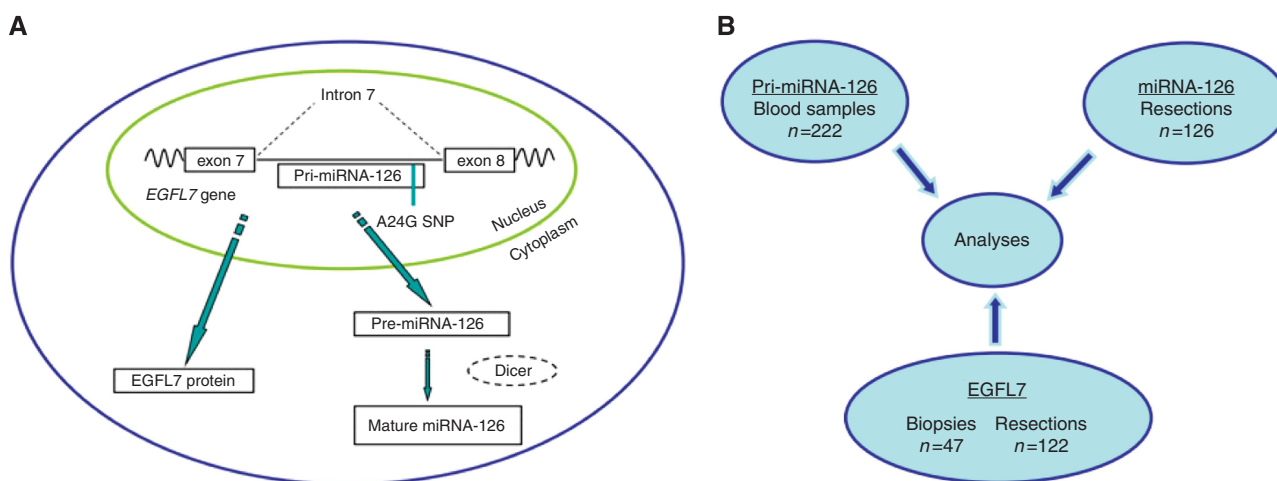 A
Intron 7
exon 7
exon 8
Pri-miRNA-126
EGFL7 gene
A24G SNP
Nucleus
Cytoplasm
Pre-miRNA-126
EGFL7 protein
Dicer
Mature miRNA-126
B
Pri-miRNA-126
Blood samples
n=222
miRNA-126
Resections
n=126
Analyses
EGFL7
Biopsies Resections
n=47 n=122